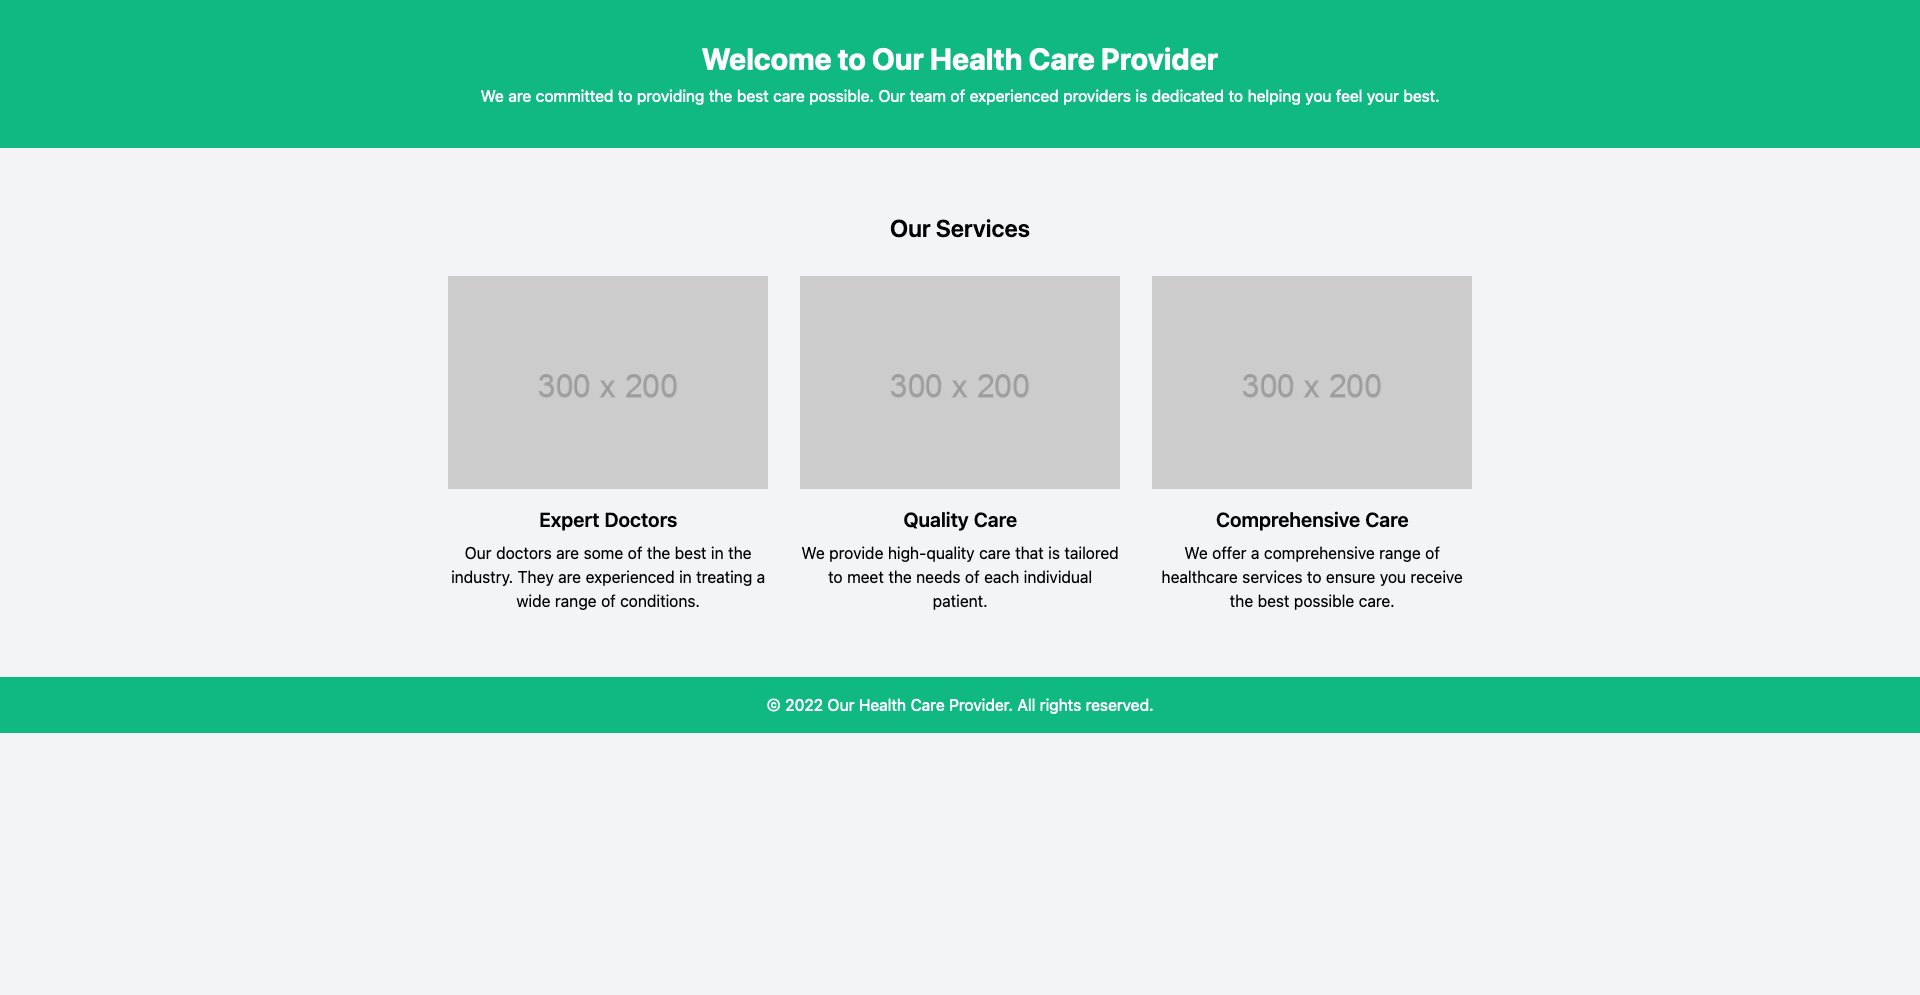 Welcome to Our Health Care Provider
We are committed to providing the best care possible. Our team of experienced providers is dedicated to helping you feel your best.
Our Services
300 x 200
300 x 200
300 x 200
Expert Doctors
Our doctors are some of the best in the
industry. They are experienced in treating a
wide range of conditions.
Quality Care
We provide high-quality care that is tailored
to meet the needs of each individual
patient.
Comprehensive Care
We offer a comprehensive range of
healthcare services to ensure you receive
the best possible care.
© 2022 Our Health Care Provider. All rights reserved.